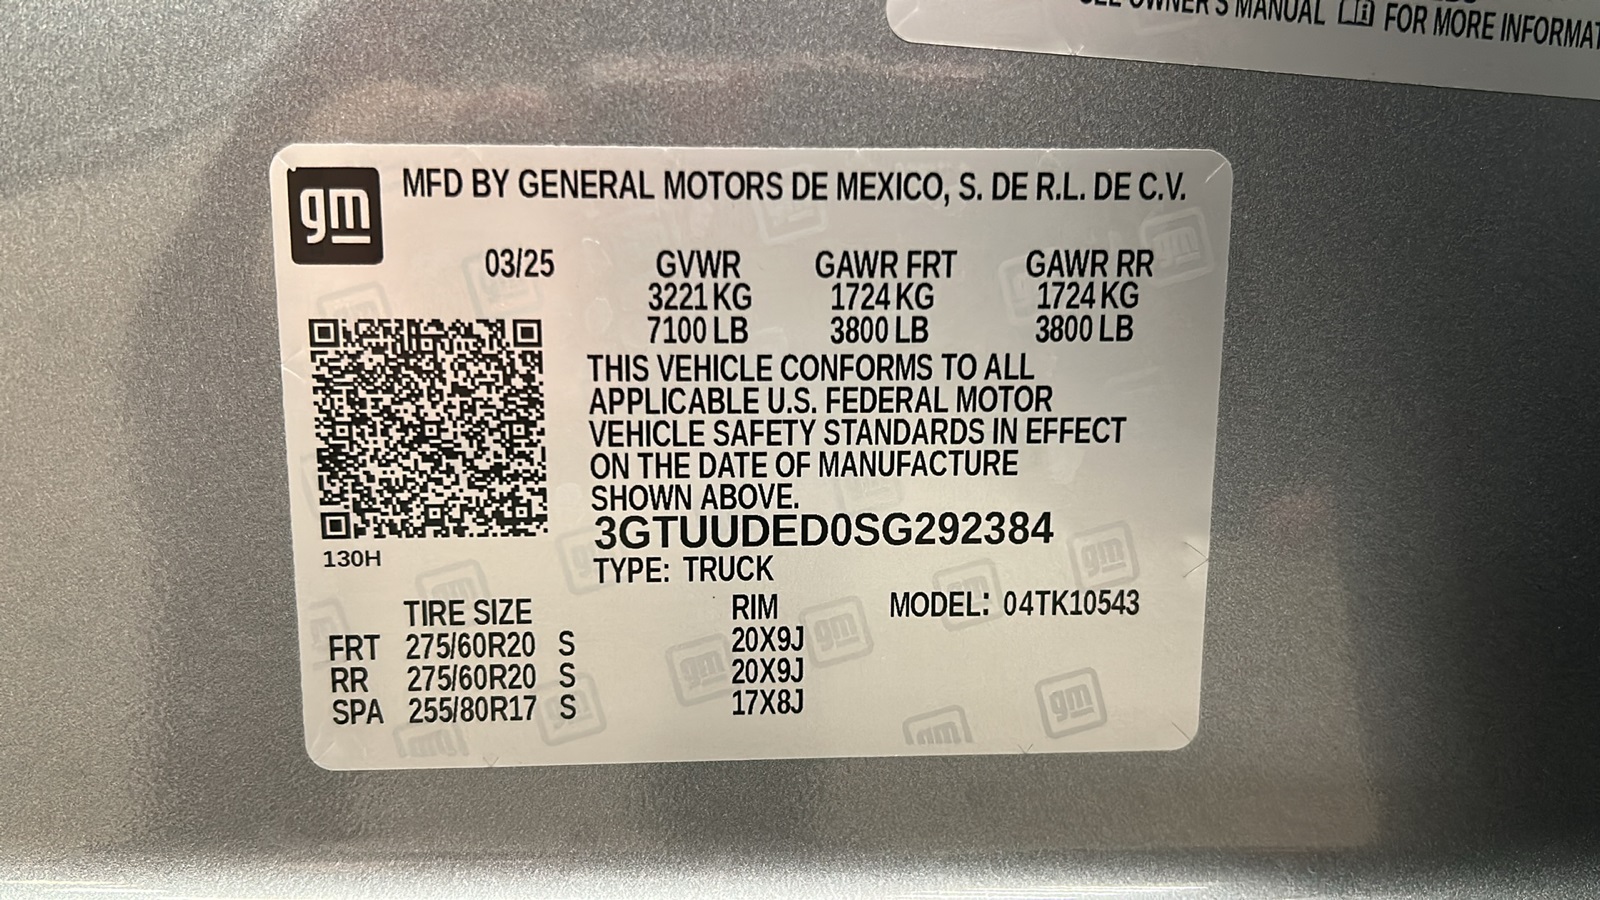 SEE OWNER'S MANUAL FOR MORE INFORMAT
gm
MFD BY GENERAL MOTORS DE MEXICO, S. DE R.L. DE C.V.
03/25 GVWR GAWR FRT GAWR RR
3221 KG 1724 KG 1724 KG
7100 LB 3800 LB 3800 LB
THIS VEHICLE CONFORMS TO ALL
APPLICABLE U.S. FEDERAL MOTOR
VEHICLE SAFETY STANDARDS IN EFFECT
ON THE DATE OF MANUFACTURE
SHOWN ABOVE.
3GTUUDED0SG292384
130H
TYPE: TRUCK
TIRE SIZE RIM MODEL: 04TK10543
FRT 275/60R20 S 20X9J
RR 275/60R20 S 20X9J
SPA 255/80R17 S 17X8J